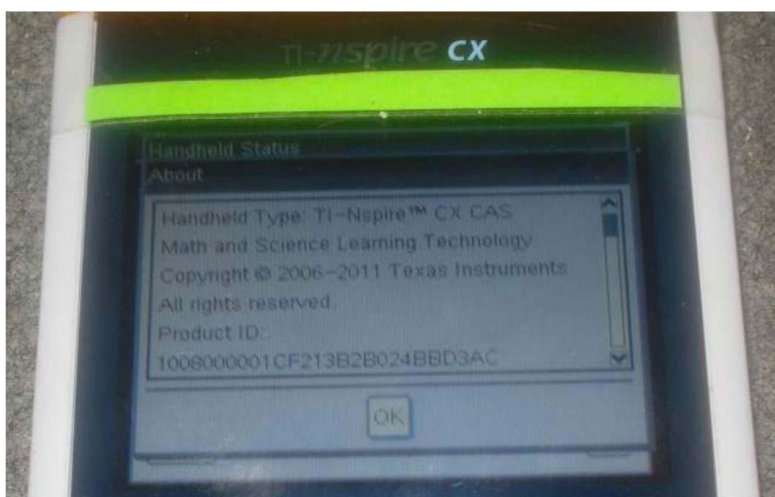 TI-nspire CX
Handheld Status
About
Handheld Type: TI-Nspire™ CX CAS
Math and Science Learning Technology
Copyright © 2006-2011 Texas Instruments
All rights reserved.
Product ID:
1008000001CF213B2B024BBD3AC
OK